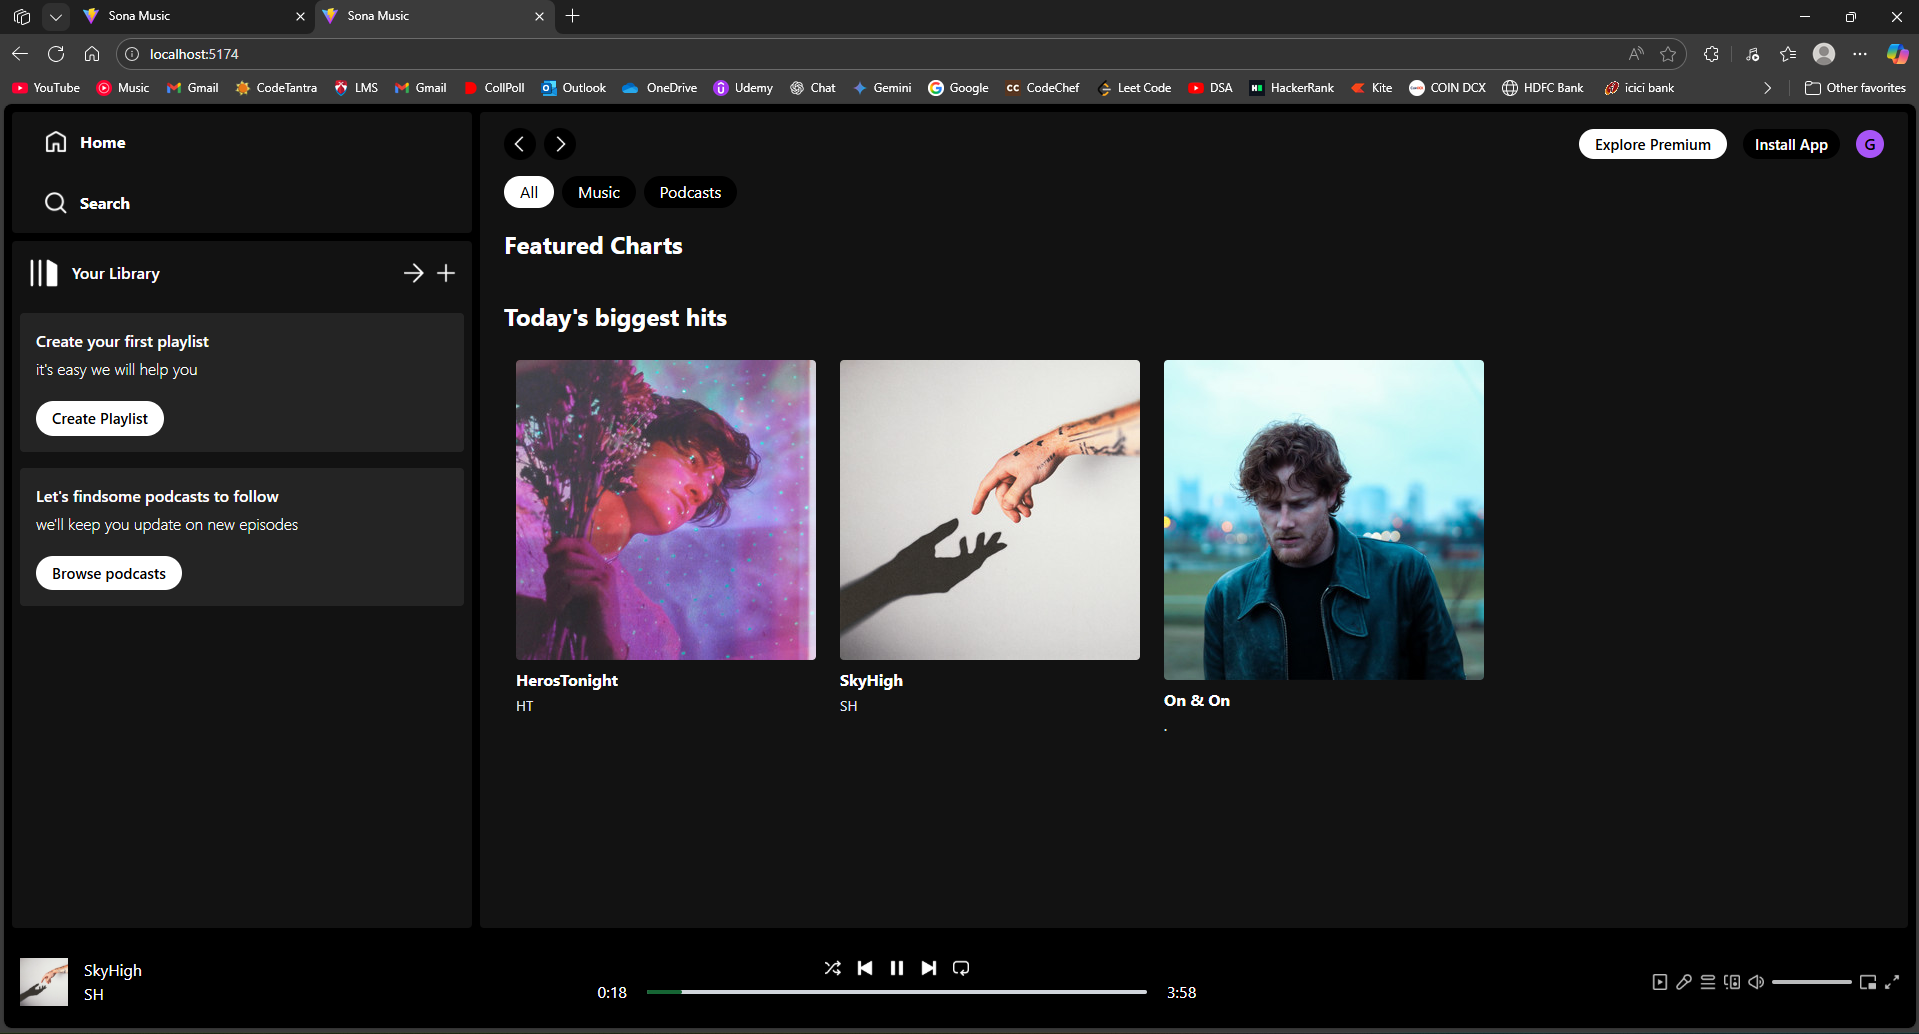 Sona Music
Sona Music
localhost:5174
YouTube Music Gmail CodeTantra LMS Gmail CollPoll Outlook OneDrive Udemy Chat Gemini Google CodeChef Leet Code DSA HackerRank Kite COIN DCX HDFC Bank icici bank Other favorites
Home
Search
Your Library
Create your first playlist
it's easy we will help you
Create Playlist
Let's findsome podcasts to follow
we'll keep you update on new episodes
Browse podcasts
Explore Premium Install App G
All Music Podcasts
Featured Charts
Today's biggest hits
HerosTonight
HT
SkyHigh
SH
On & On
.
SkyHigh
SH
0:18
3:58